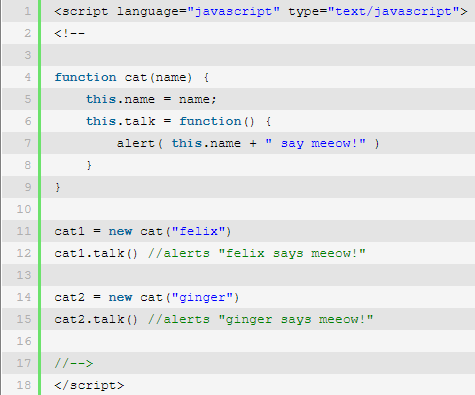 1 <script language="javascript" type="text/javascript">
2 <!--
3
4 function cat(name) {
5     this.name = name;
6     this.talk = function() {
7         alert( this.name + " say meeow!" )
8     }
9 }
10
11 cat1 = new cat("felix")
12 cat1.talk() //alerts "felix says meeow!"
13
14 cat2 = new cat("ginger")
15 cat2.talk() //alerts "ginger says meeow!"
16
17 //-->
18 </script>